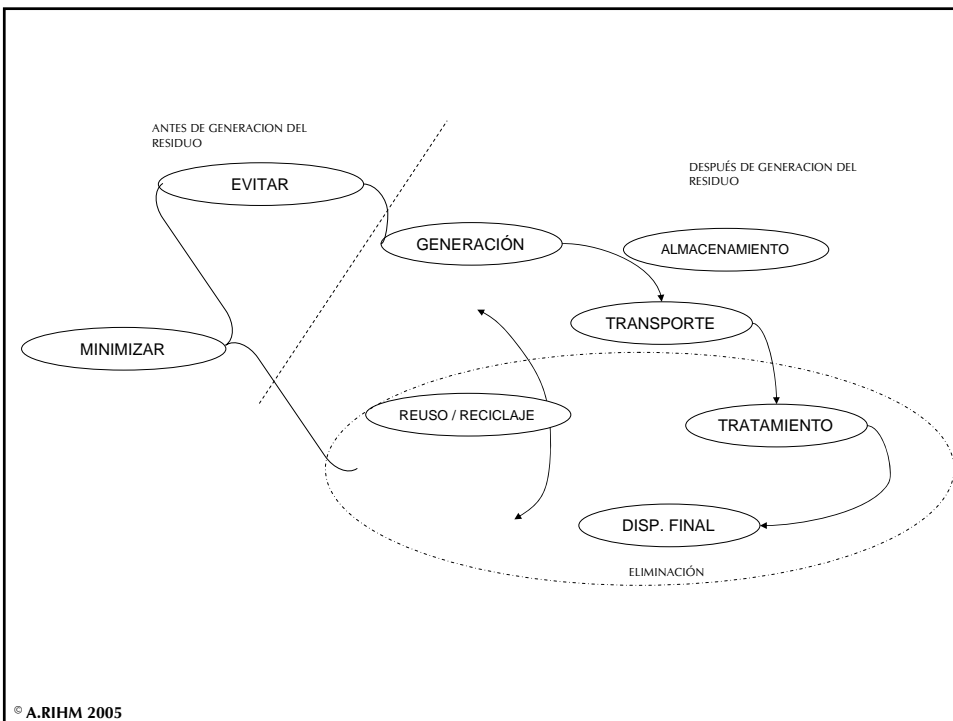 ANTES DE GENERACION DEL
RESIDUO
EVITAR
DESPUÉS DE GENERACION DEL
RESIDUO
GENERACIÓN
ALMACENAMIENTO
TRANSPORTE
MINIMIZAR
REUSO / RECICLAJE
TRATAMIENTO
DISP. FINAL
ELIMINACIÓN
© A.RIHM 2005